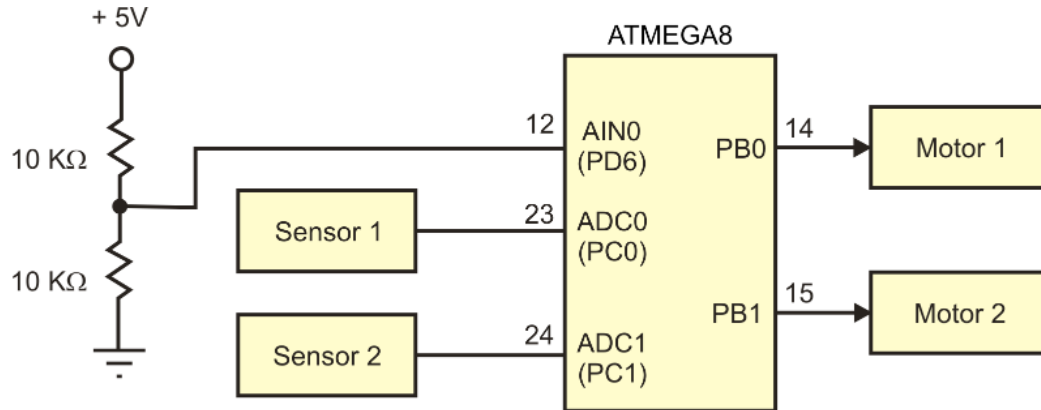 + 5V
ATMEGA8
10 KΩ
12
AIN0
(PD6)
PB0
14
Motor 1
Sensor 1
23
ADC0
(PC0)
10 KΩ
PB1
15
Motor 2
Sensor 2
24
ADC1
(PC1)